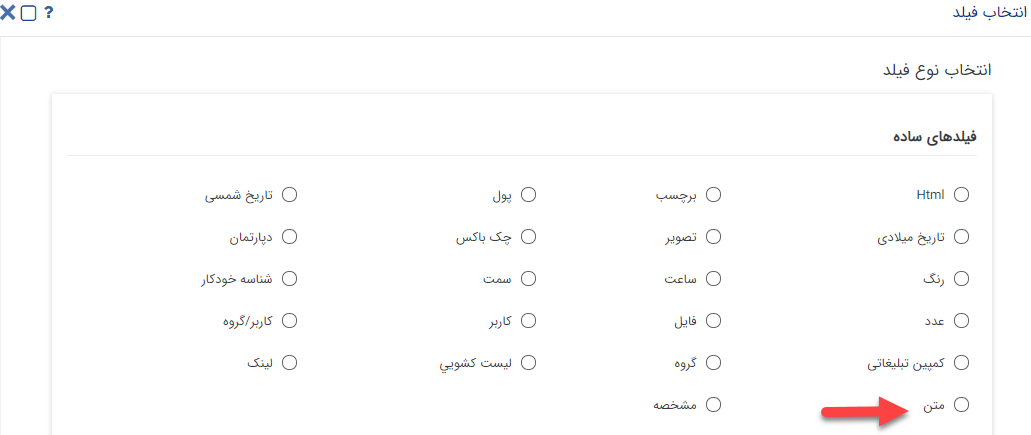 انتخاب فیلد ?
انتخاب نوع فیلد
فیلدهای ساده
Html برچسب پول تاریخ شمسی
تاریخ میلادی تصویر چک باکس دپارتمان
رنگ ساعت سمت شناسه خودکار
عدد فایل کاربر کاربر/گروه
کمپین تبلیغاتی گروه لیست کشویي لینک
متن مشخصه